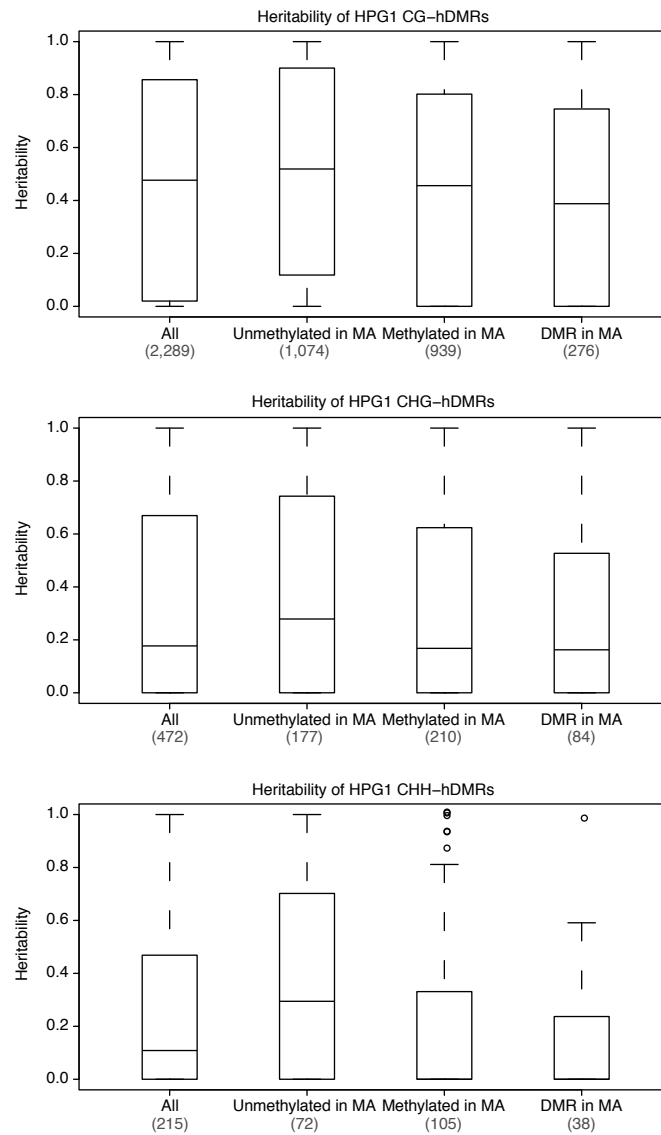 Heritability of HPG1 CG−hDMRs
Heritability
1.0
0.8
0.6
0.4
0.2
0.0
All Unmethylated in MA Methylated in MA DMR in MA
(2,289) (1,074) (939) (276)
Heritability of HPG1 CHG−hDMRs
Heritability
1.0
0.8
0.6
0.4
0.2
0.0
All Unmethylated in MA Methylated in MA DMR in MA
(472) (177) (210) (84)
Heritability of HPG1 CHH−hDMRs
Heritability
1.0
0.8
0.6
0.4
0.2
0.0
All Unmethylated in MA Methylated in MA DMR in MA
(215) (72) (105) (38)